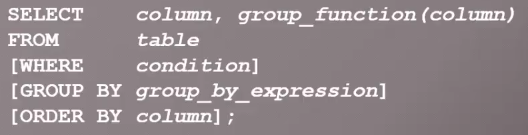 SELECT column, group_function(column)
FROM table
[WHERE condition]
[GROUP BY group_by_expression]
[ORDER BY column];